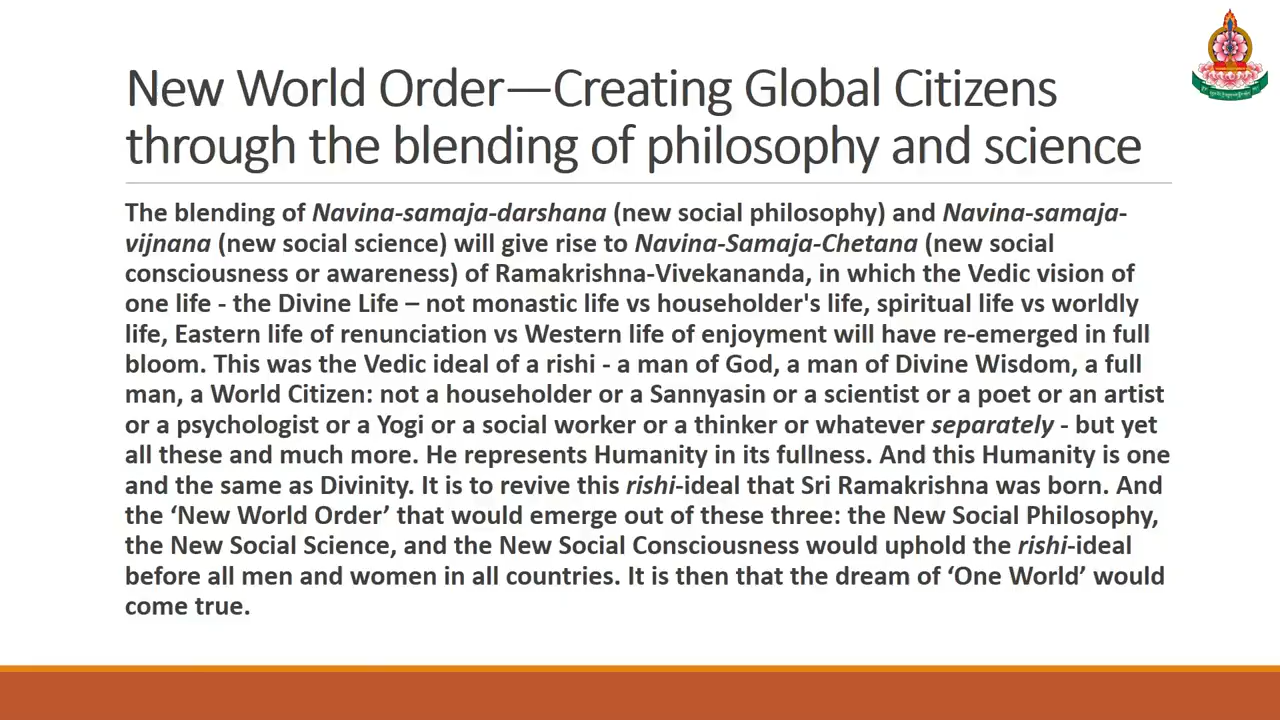 New World Order—Creating Global Citizens
through the blending of philosophy and science
The blending of Navina-samaja-darshana (new social philosophy) and Navina-samaja-
vijnana (new social science) will give rise to Navina-Samaja-Chetana (new social
consciousness or awareness) of Ramakrishna-Vivekananda, in which the Vedic vision of
one life - the Divine Life – not monastic life vs householder's life, spiritual life vs worldly
life, Eastern life of renunciation vs Western life of enjoyment will have re-emerged in full
bloom. This was the Vedic ideal of a rishi - a man of God, a man of Divine Wisdom, a full
man, a World Citizen: not a householder or a Sannyasin or a scientist or a poet or an artist
or a psychologist or a Yogi or a social worker or a thinker or whatever separately - but yet
all these and much more. He represents Humanity in its fullness. And this Humanity is one
and the same as Divinity. It is to revive this rishi-ideal that Sri Ramakrishna was born. And
the ‘New World Order’ that would emerge out of these three: the New Social Philosophy,
the New Social Science, and the New Social Consciousness would uphold the rishi-ideal
before all men and women in all countries. It is then that the dream of ‘One World’ would
come true.